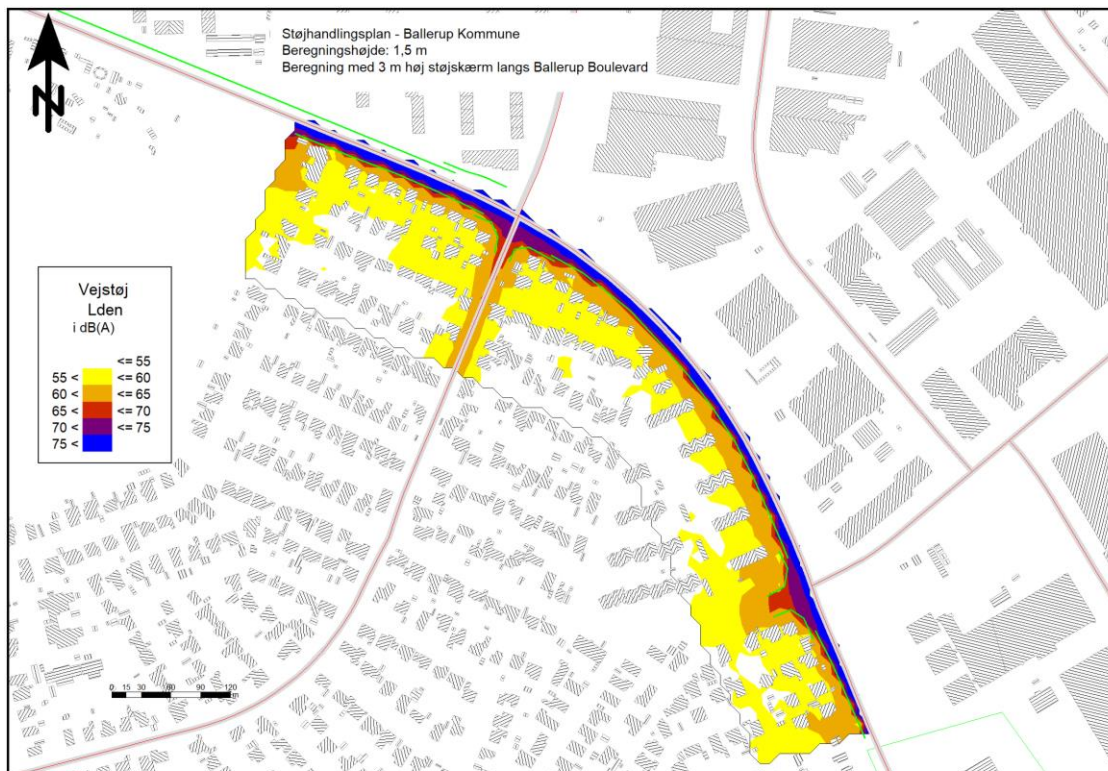 Støjhandlingsplan - Ballerup Kommune
Beregningshøjde: 1,5 m
Beregning med 3 m høj støjskærm langs Ballerup Boulevard
N
Vejstøj
Lden
i dB(A)
<= 55
55 < <= 60
60 < <= 65
65 < <= 70
70 < <= 75
75 <
0 15 30 60 90 120